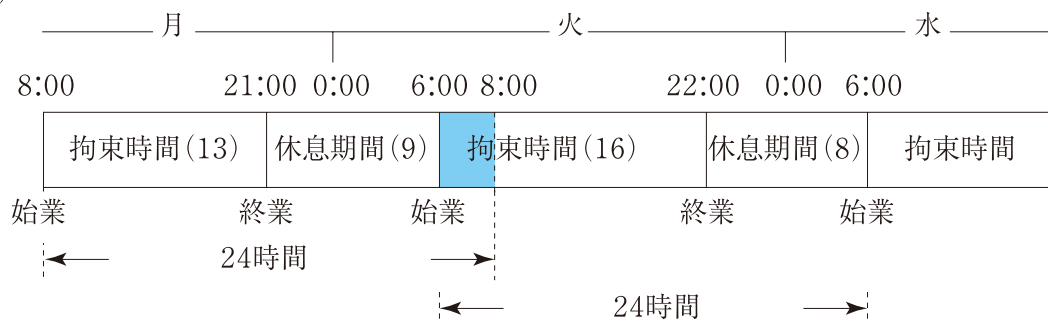 月 火 水
8:00 21:00 0:00 6:00 8:00 22:00 0:00 6:00
拘束時間(13) 休息期間(9) 拘束時間(16) 休息期間(8) 拘束時間
始業 終業 始業 終業 始業
24時間
24時間